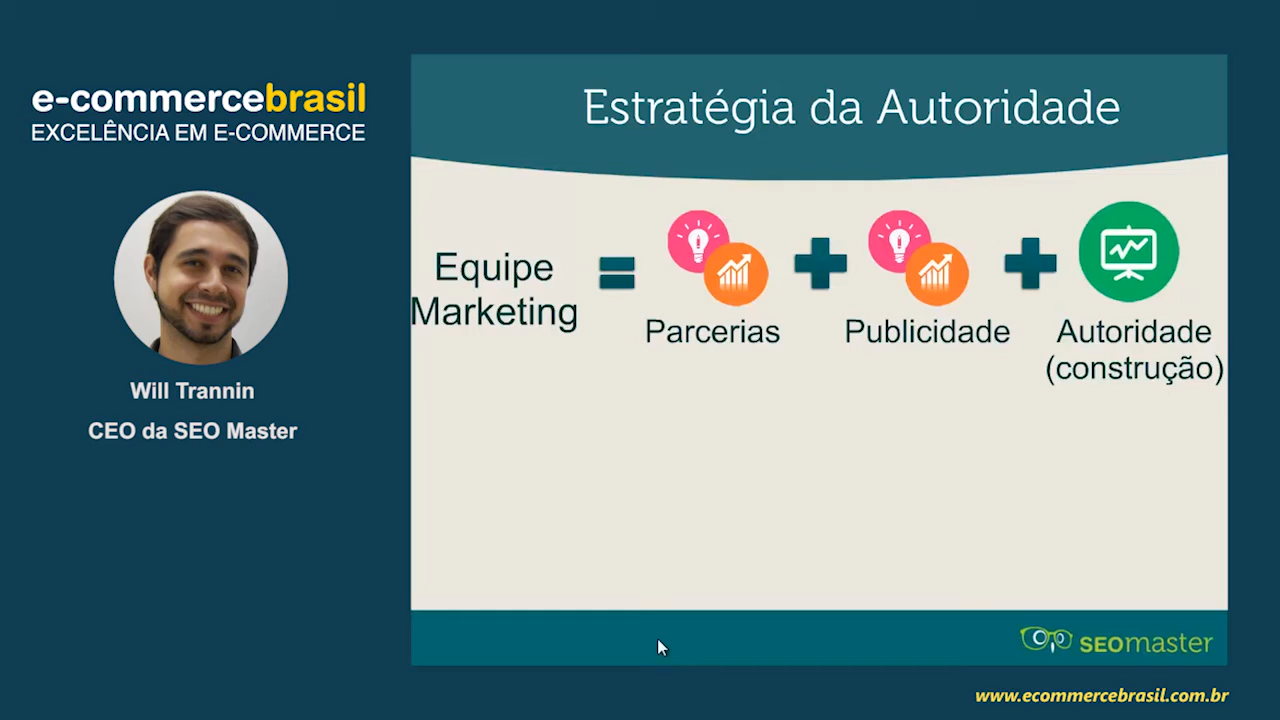 e-commercebrasil
EXCELÊNCIA EM E-COMMERCE
Will Trannin
CEO da SEO Master
Estratégia da Autoridade
Equipe
Marketing
Parcerias
Publicidade
Autoridade
(construção)
SEOmaster
www.ecommercebrasil.com.br